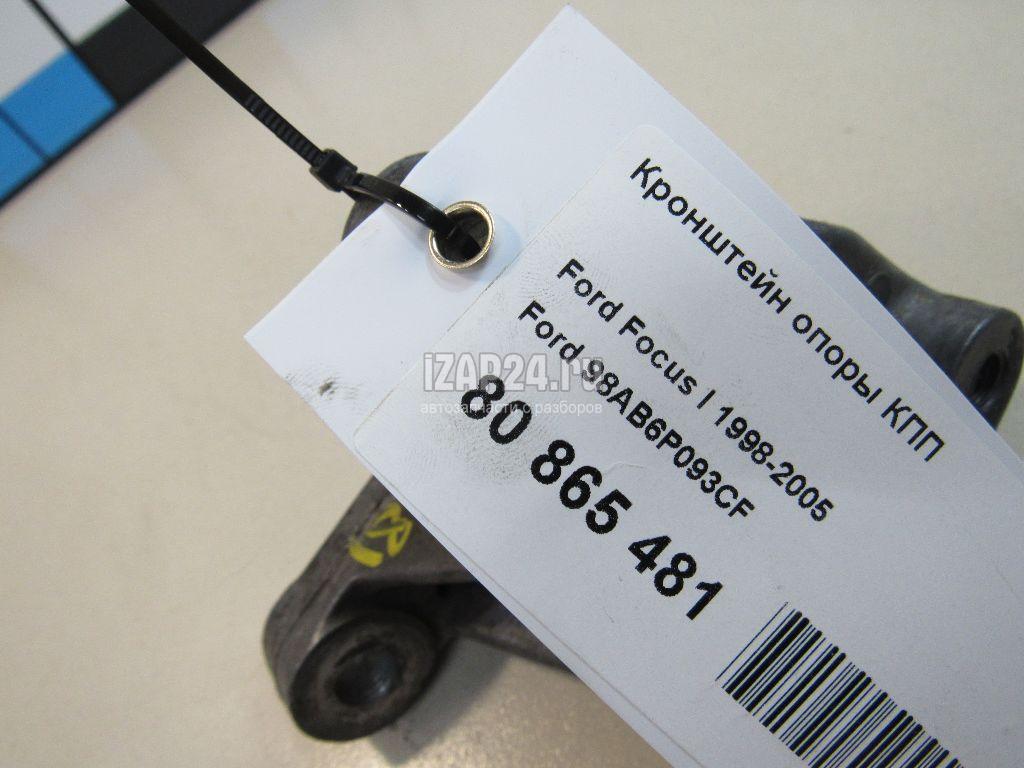 Кронштейн опоры КПП
Ford Focus I 1998-2005
Ford 98AB6P093CF
80 865 481
iZAP24.ru
автозапчасти с разборов